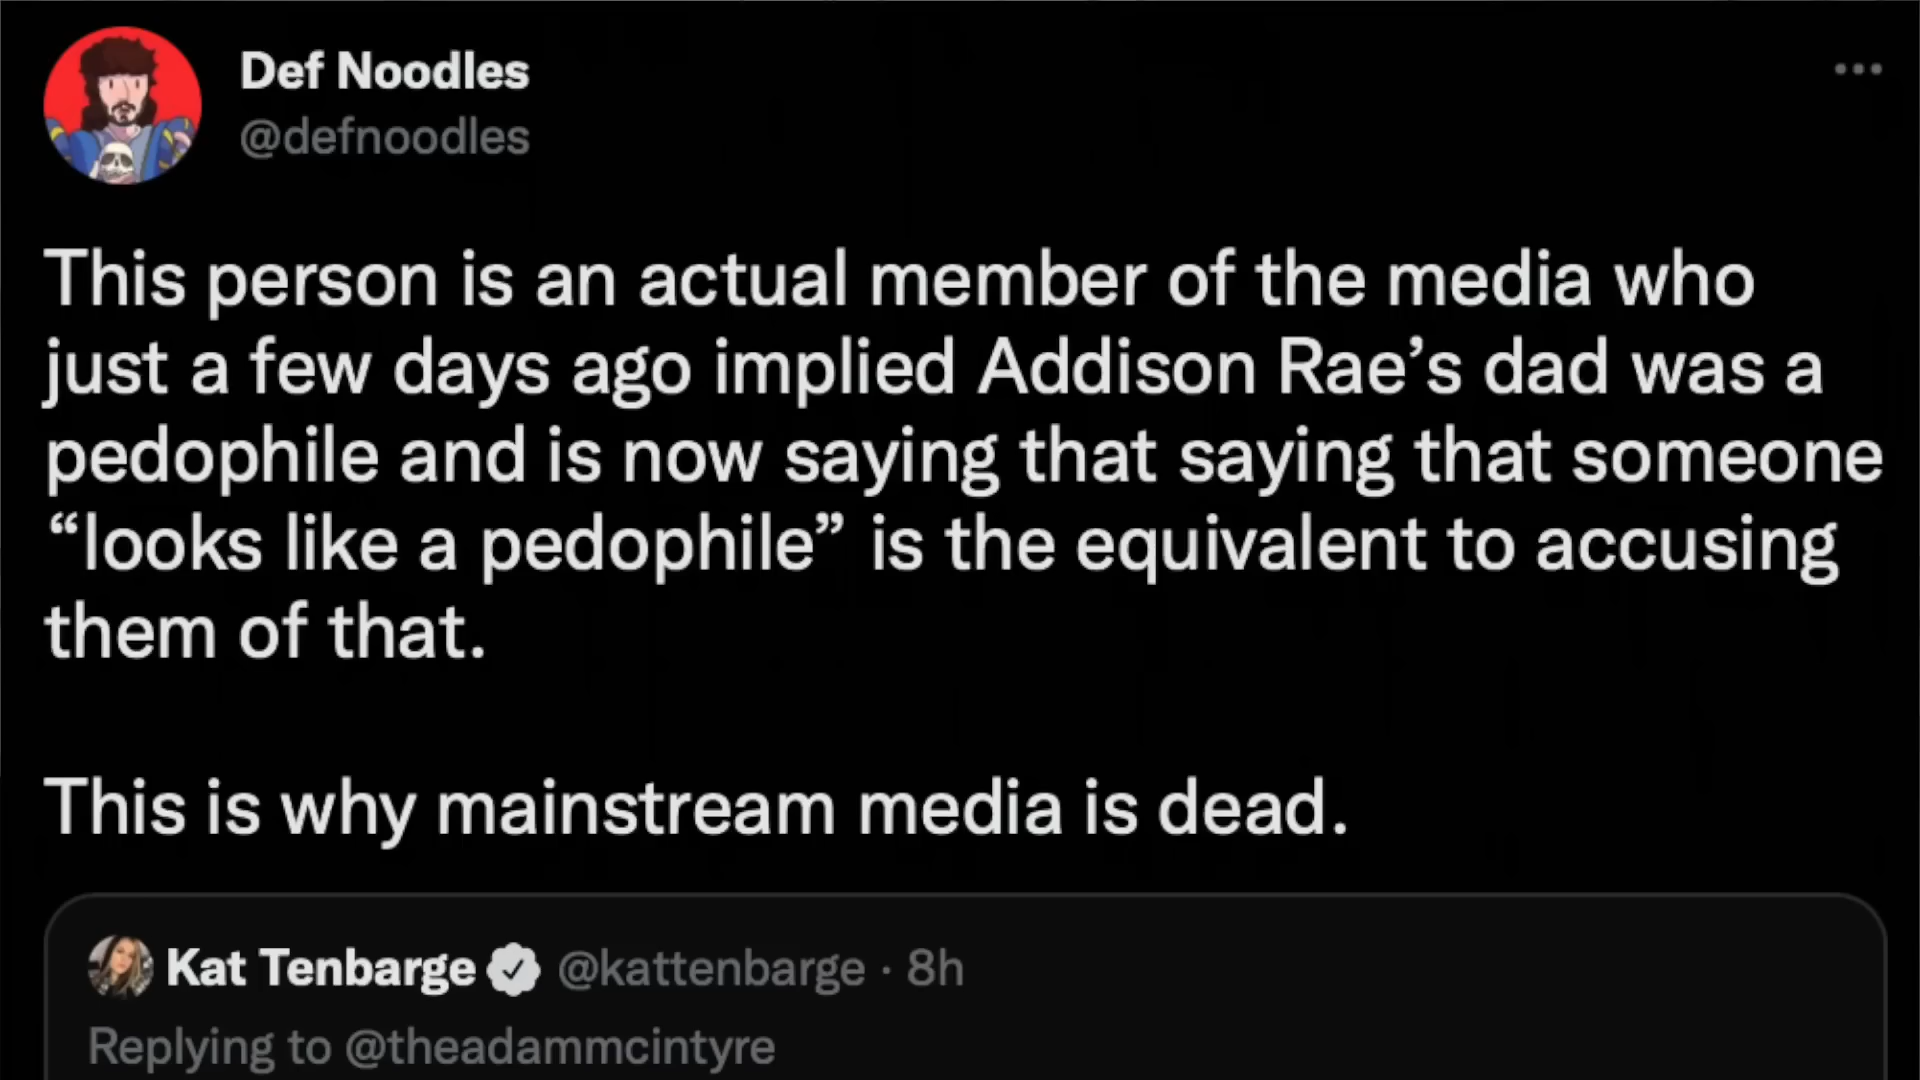 Def Noodles
@defnoodles
This person is an actual member of the media who
just a few days ago implied Addison Rae’s dad was a
pedophile and is now saying that saying that someone
“looks like a pedophile” is the equivalent to accusing
them of that.
This is why mainstream media is dead.
Kat Tenbarge @kattenbarge · 8h
Replying to @theadammcintyre